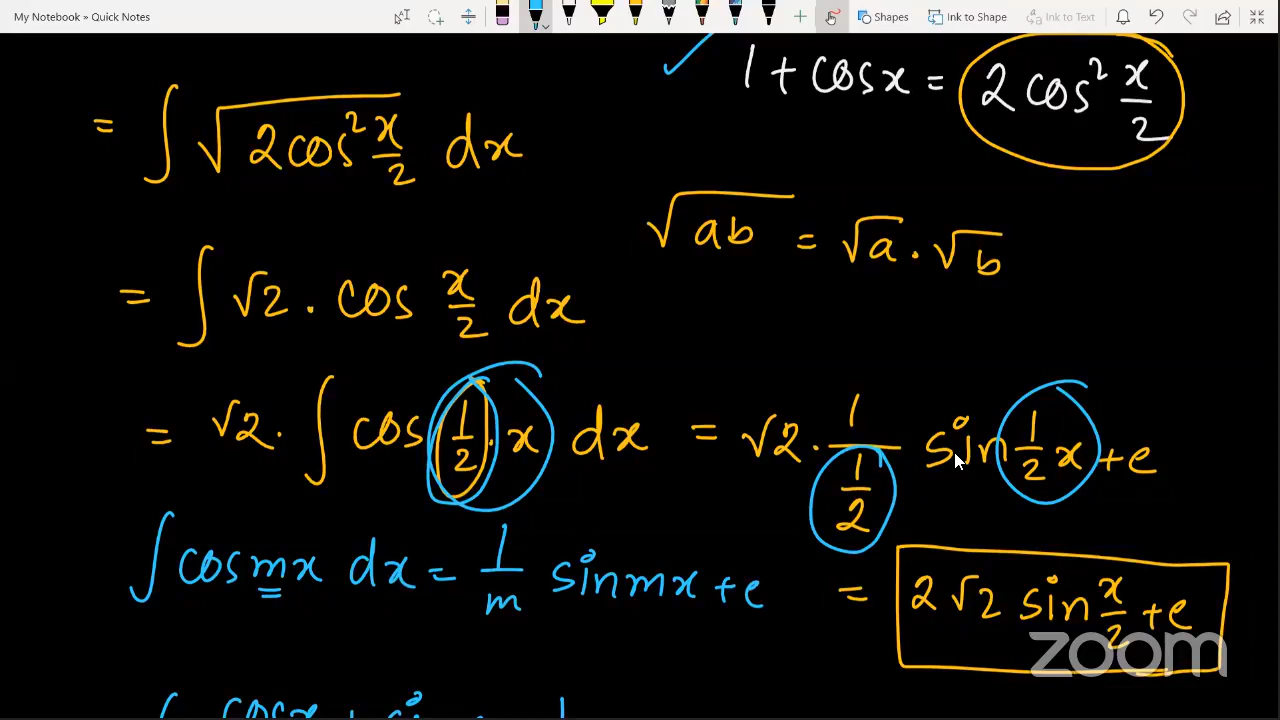 My Notebook » Quick Notes
Shapes Ink to Shape Ink to Text
1 + cosx = 2 cos² x/2
= ∫ √(2cos² x/2) dx
√(ab) = √a · √b
= ∫ √2 · cos x/2 dx
= √2 · ∫ cos (1/2) · x dx = √2 · 1/(1/2) sin 1/2 x + e
∫ cos mx dx = 1/m sin mx + e
= 2√2 sin x/2 + e
zoom